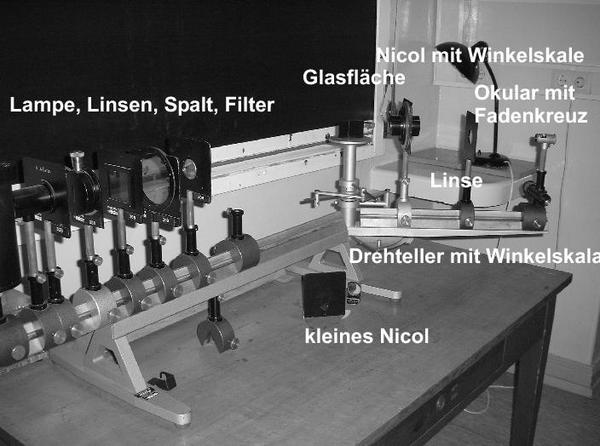 Nicol mit Winkelskale
Glasfläche
Okular mit
Fadenkreuz
Lampe, Linsen, Spalt, Filter
Linse
Drehteller mit Winkelskala
kleines Nicol